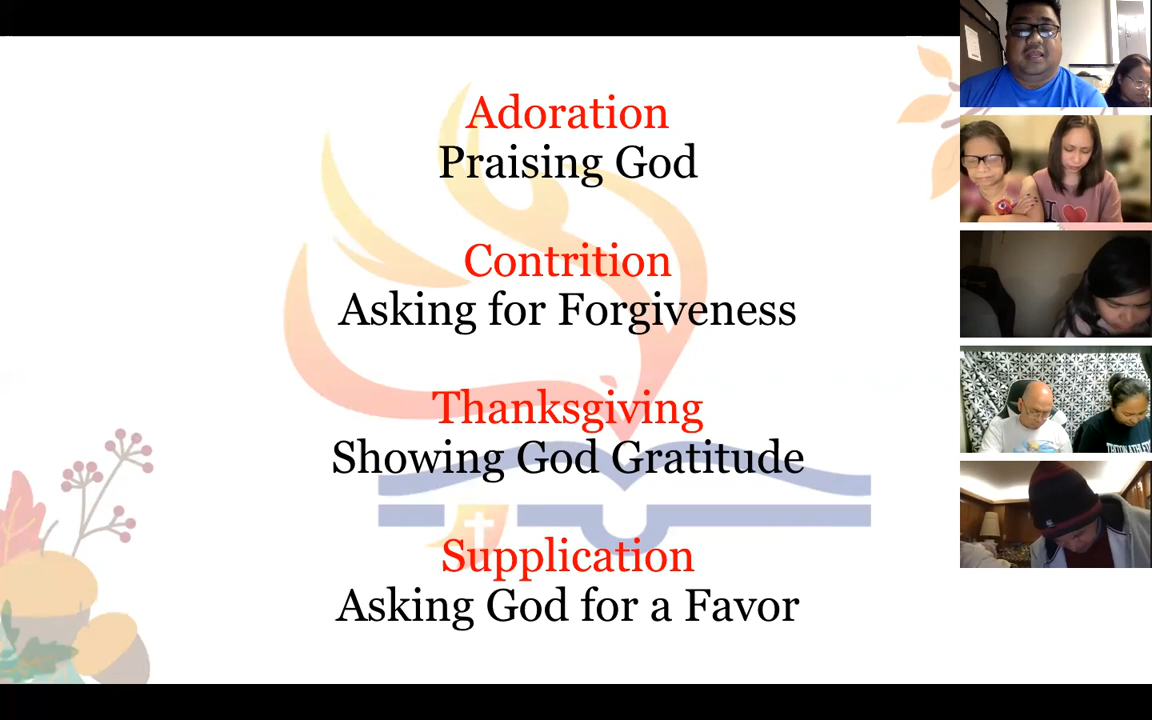 Adoration
Praising God
Contrition
Asking for Forgiveness
Thanksgiving
Showing God Gratitude
Supplication
Asking God for a Favor
I